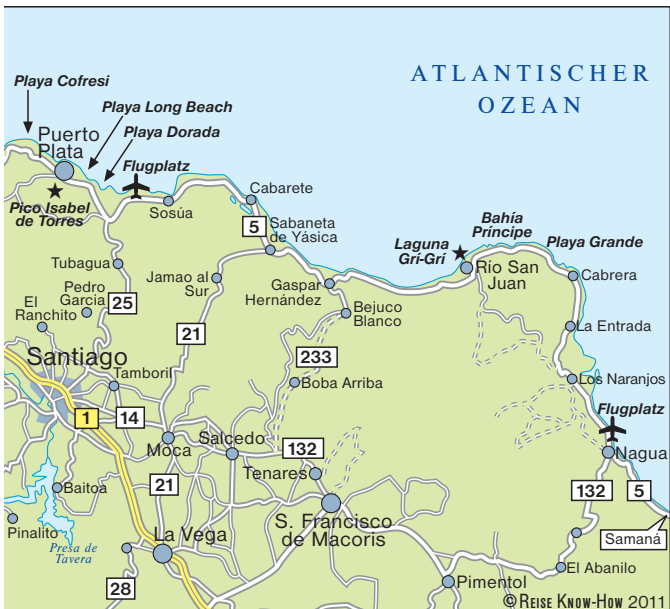 ATLANTISCHER
OZEAN
Playa Cofresi
Playa Long Beach
Playa Dorada
Puerto
Plata
Flugplatz
Pico Isabel
de Torres
Sosúa
Cabarete
5
Sabaneta
de Yásica
Bahía
Príncipe
Laguna
Grí-Grí
Playa Grande
Río San
Juan
Cabrera
Tubagua
Jamao al
Sur
Gaspar
Hernández
Pedro
Garcia
El
Ranchito
25
Bejuco
Blanco
La Entrada
21
Santiago
233
Tamboril
Boba Arriba
Los Naranjos
1
14
Flugplatz
Moca
Salcedo
132
Nagua
Tenares
21
132
5
Baitoa
S. Francisco
de Macoris
Pinalito
Presa de
Tavera
La Vega
Samaná
28
El Abanilo
Pimentol
© REISE KNOW-HOW 2011